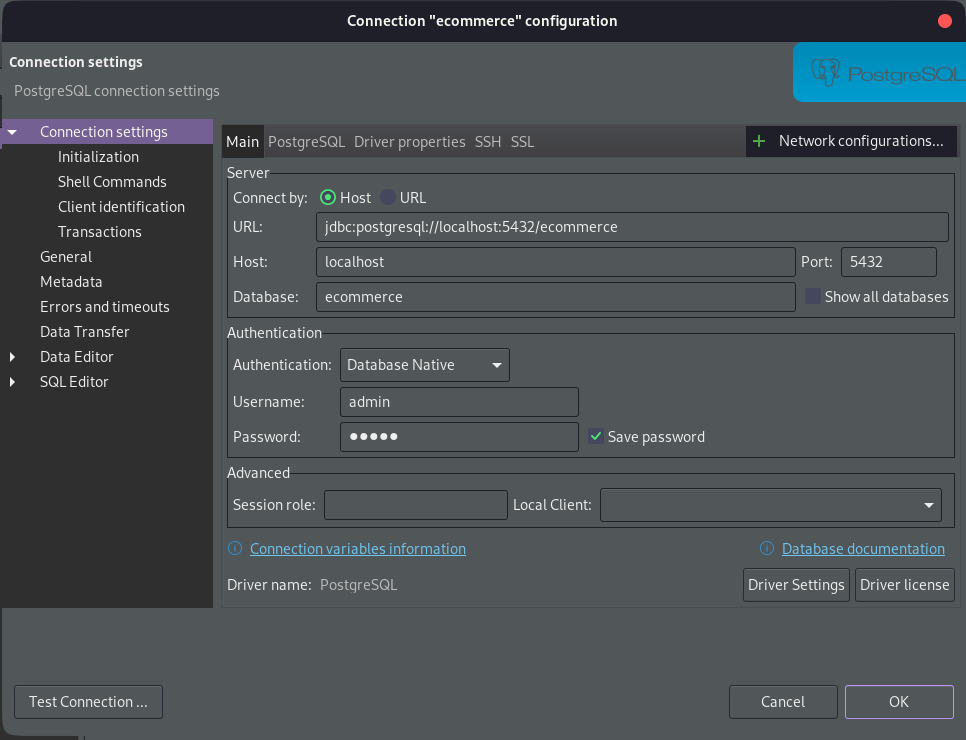 Connection "ecommerce" configuration
Connection settings
PostgreSQL connection settings
PostgreSQL
Connection settings
Initialization
Shell Commands
Client identification
Transactions
General
Metadata
Errors and timeouts
Data Transfer
Data Editor
SQL Editor
Main PostgreSQL Driver properties SSH SSL Network configurations...
Server
Connect by: Host URL
URL: jdbc:postgresql://localhost:5432/ecommerce
Host: localhost Port: 5432
Database: ecommerce Show all databases
Authentication
Authentication: Database Native
Username: admin
Password: ●●●●● Save password
Advanced
Session role: Local Client:
Connection variables information Database documentation
Driver name: PostgreSQL Driver Settings Driver license
Test Connection ... Cancel OK